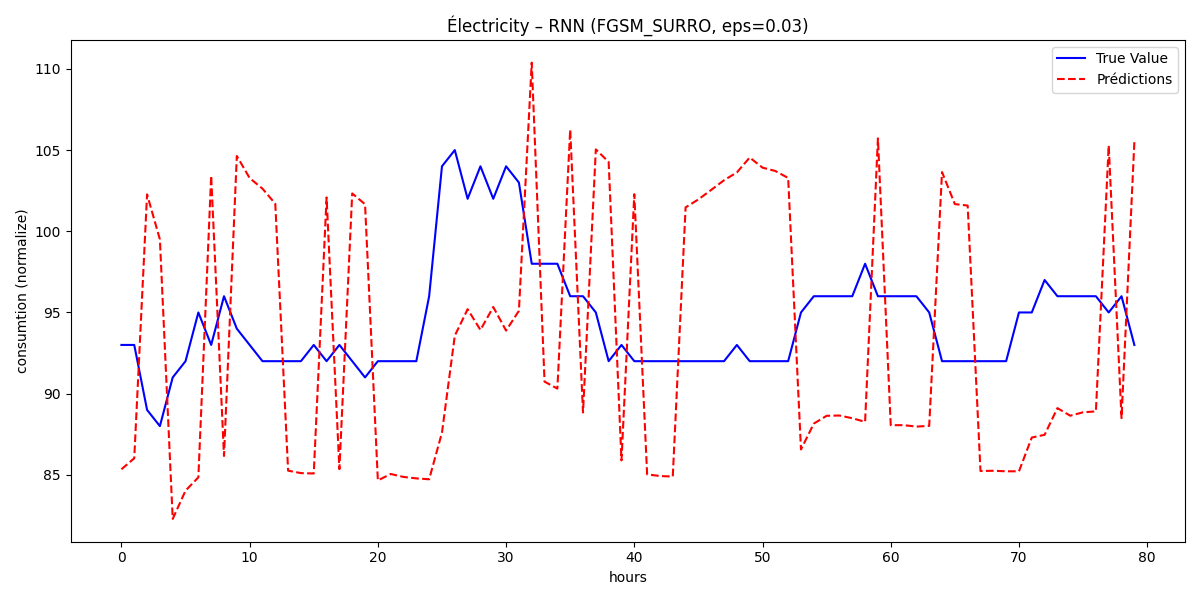 Électricity – RNN (FGSM_SURRO, eps=0.03)
True Value
Prédictions
consumtion (normalize)
110
105
100
95
90
85
0 10 20 30 40 50 60 70 80
hours